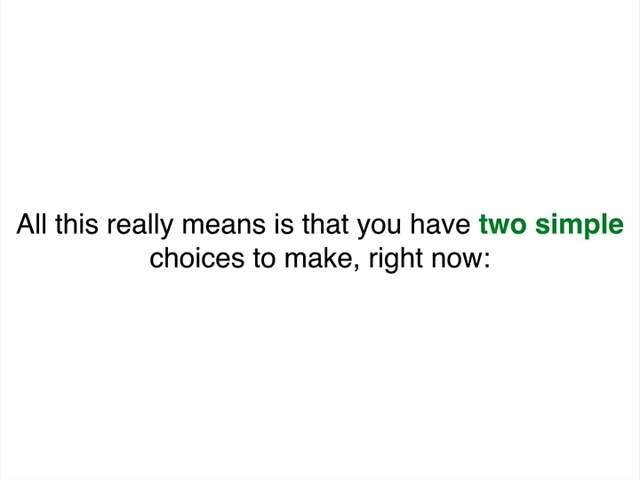 All this really means is that you have two simple
choices to make, right now: